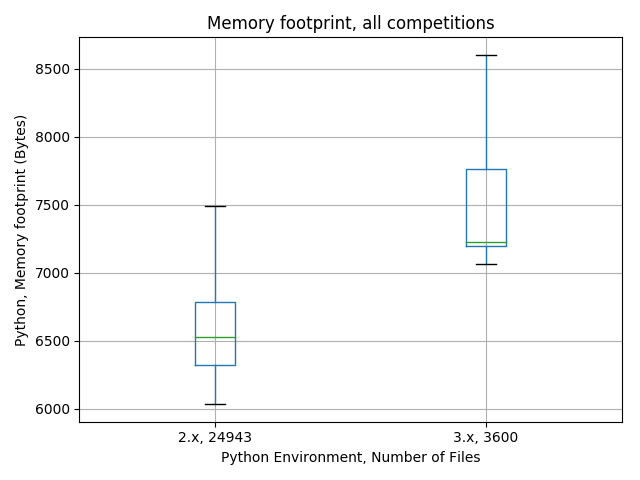 Memory footprint, all competitions
Python, Memory footprint (Bytes)
8500
8000
7500
7000
6500
6000
2.x, 24943
3.x, 3600
Python Environment, Number of Files